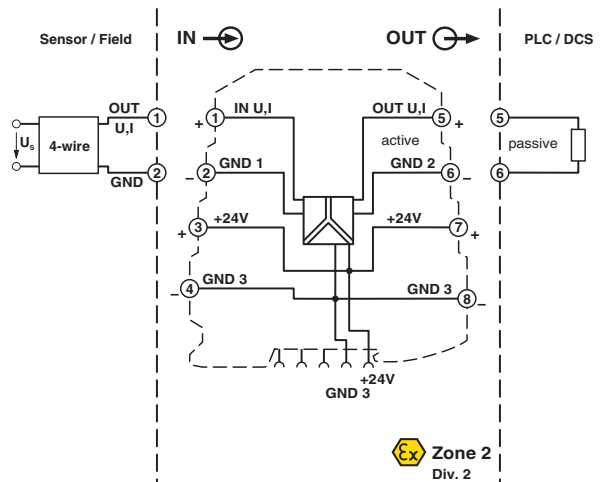 Sensor / Field
IN
OUT
PLC / DCS
OUT
U,I
1
Us
4-wire
2
GND
+
1
IN U,I
OUT U,I
5
+
active
–
2
GND 1
GND 2
6
–
+
3
+24V
+24V
7
+
–
4
GND 3
GND 3
8
–
5
passive
6
+24V
GND 3
Ex
Zone 2
Div. 2